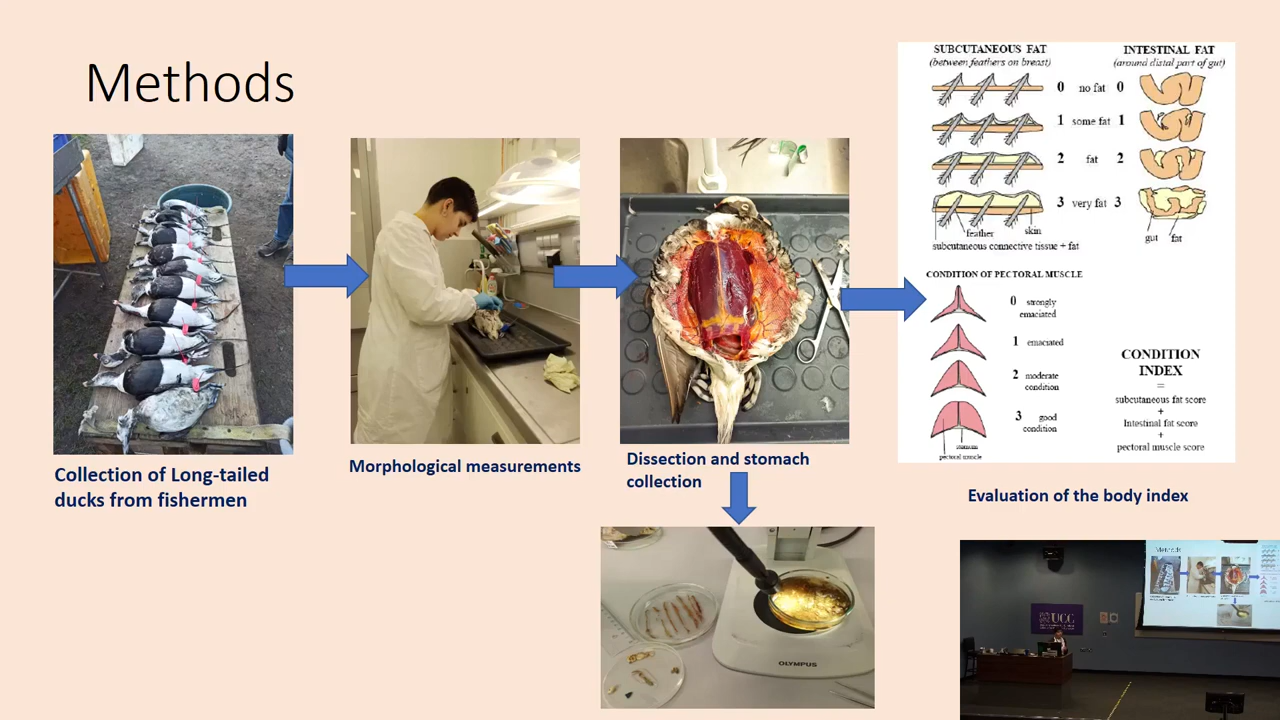 Methods
Collection of Long-tailed
ducks from fishermen
Morphological measurements
Dissection and stomach
collection
OLYMPUS
SUBCUTANEOUS FAT
(between feathers on breast)
INTESTINAL FAT
(around distal part of gut)
0 no fat 0
1 some fat 1
2 fat 2
3 very fat 3
feather
skin
subcutaneous connective tissue + fat
gut fat
CONDITION OF PECTORAL MUSCLE
0 strongly
emaciated
1 emaciated
2 moderate
condition
3 good
condition
sternum
pectoral muscle
CONDITION
INDEX
=
subcutaneous fat score
+
Intestinal fat score
+
pectoral muscle score
Evaluation of the body index
Methods
UCC